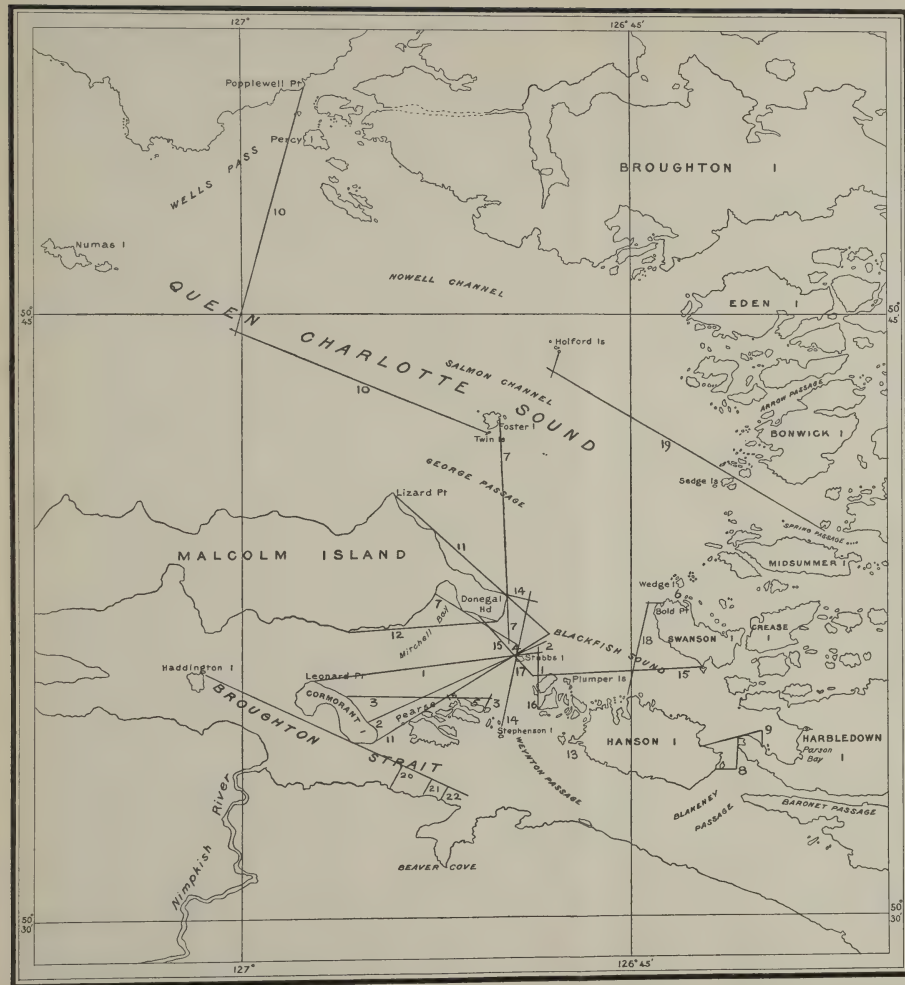 127°
126° 45'
Popplewell Pt
Percy I
WELLS PASS
BROUGHTON I
10
Numas I
NOWELL CHANNEL
EDEN I
50° 45'
50° 45'
QUEEN CHARLOTTE SOUND
Holford Is
SALMON CHANNEL
ARROW PASSAGE
10
Foster I
Twin Is
BONWICK I
7
19
GEORGE PASSAGE
Sedge Is
Lizard Pt
SPRING PASSAGE
11
MALCOLM ISLAND
MIDSUMMER I
Wedge I
6
14
Donegal Hd
Bold Pt
7
7
12
Mitchell Bay
BLACKFISH SOUND
18
SWANSON I
CREASE I
15
4
2
Stubbs I
Haddington I
1
17
1
15
Leonard Pt
Plumper Is
CORMORANT I
3
5
3
16
2
Pearse Is
11
14
Stephenson I
13
HANSON I
9
HARBLEDOWN I
Parson Bay
BROUGHTON STRAIT
WEYNTON PASSAGE
8
20
21
22
BLAKENEY PASSAGE
BARONET PASSAGE
Nimpkish River
BEAVER COVE
50° 30'
50° 30'
127°
126° 45'